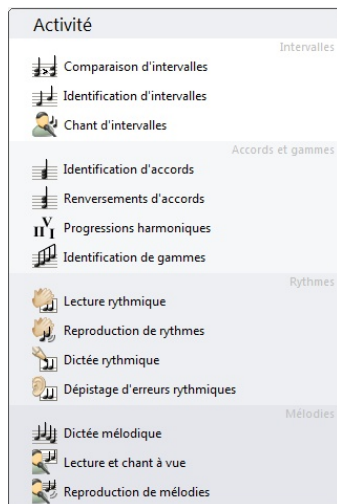 Activité
Intervalles
Comparaison d'intervalles
Identification d'intervalles
Chant d'intervalles
Accords et gammes
Identification d'accords
Renversements d'accords
II V I Progressions harmoniques
Identification de gammes
Rythmes
Lecture rythmique
Reproduction de rythmes
Dictée rythmique
Dépistage d'erreurs rythmiques
Mélodies
Dictée mélodique
Lecture et chant à vue
Reproduction de mélodies